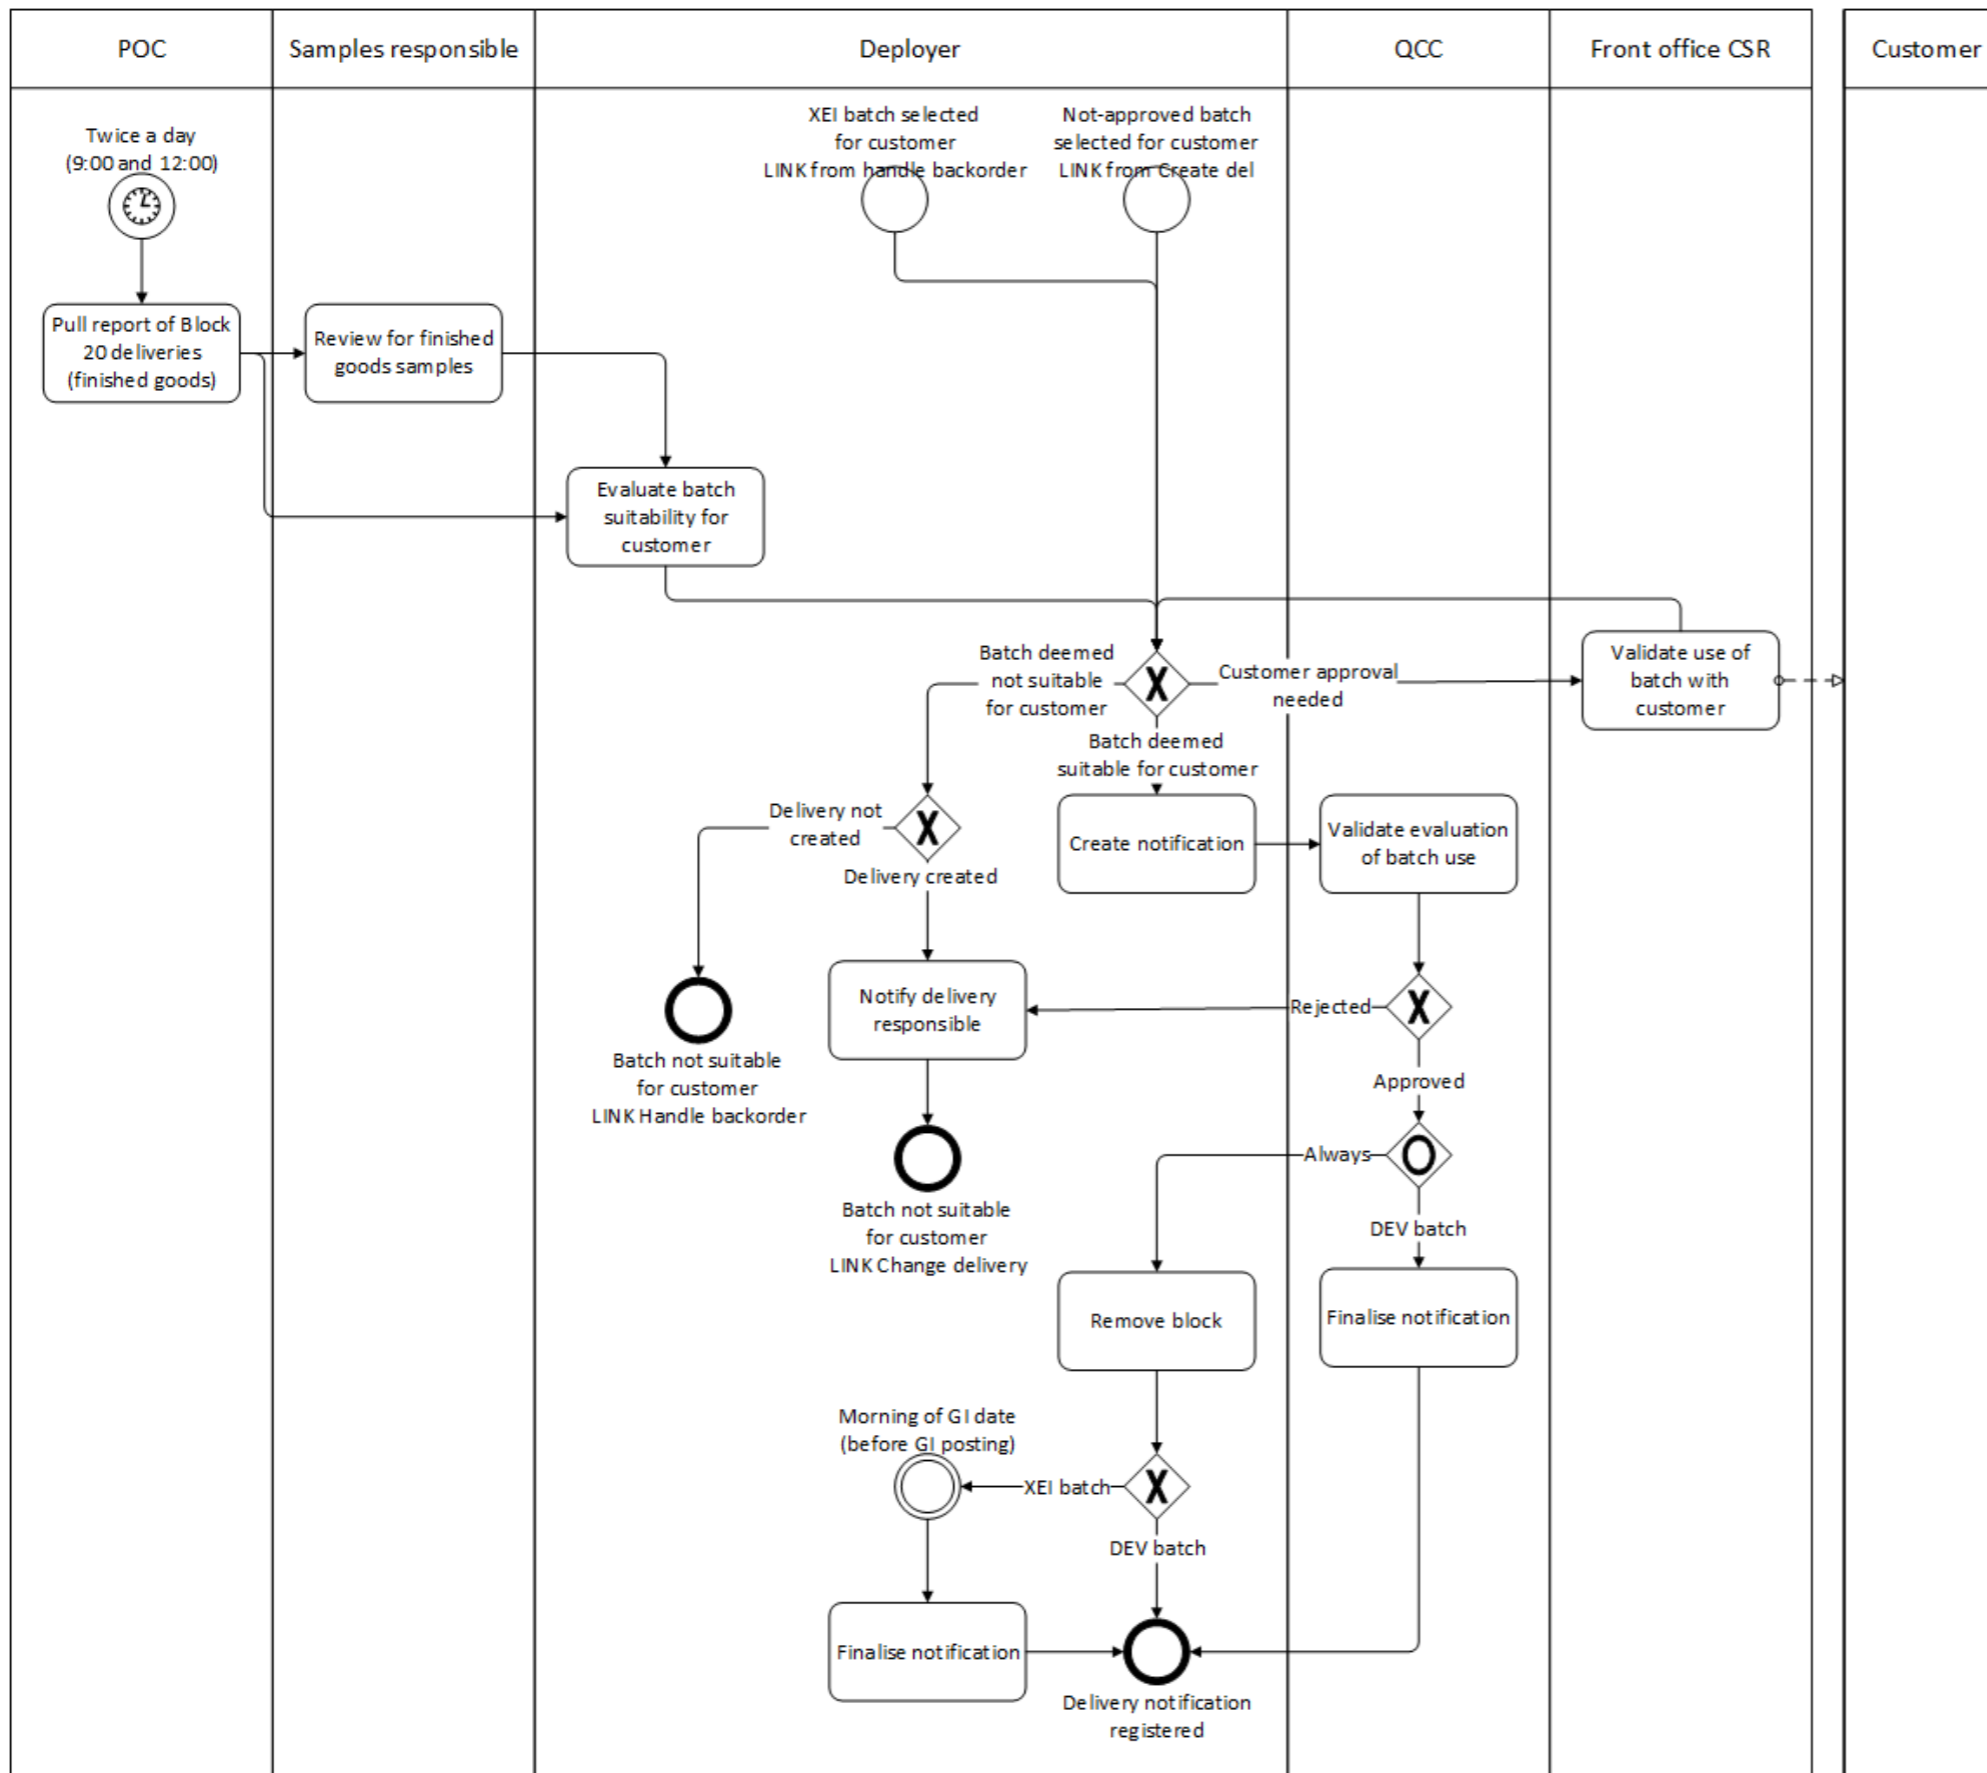 POC
Samples responsible
Deployer
QCC
Front office CSR
Customer
Twice a day
(9:00 and 12:00)
XEI batch selected
for customer
LINK from handle backorder
Not-approved batch
selected for customer
LINK from Create del
Pull report of Block
20 deliveries
(finished goods)
Review for finished
goods samples
Evaluate batch
suitability for
customer
Batch deemed
not suitable
for customer
Customer approval
needed
Validate use of
batch with
customer
Batch deemed
suitable for customer
Delivery not
created
Delivery created
Create notification
Validate evaluation
of batch use
Notify delivery
responsible
Rejected
Batch not suitable
for customer
LINK Handle backorder
Approved
Always
Batch not suitable
for customer
LINK Change delivery
DEV batch
Remove block
Finalise notification
Morning of GI date
(before GI posting)
XEI batch
DEV batch
Finalise notification
Delivery notification
registered